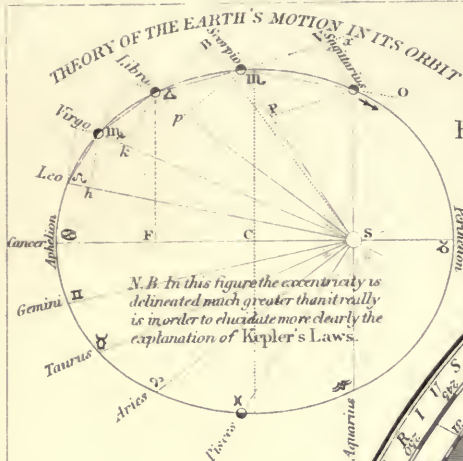 THEORY OF THE EARTH'S MOTION IN ITS ORBIT
Scorpio
Sagittarius
Libra
♎
♏
O
Virgo
♍
p
P
k
Leo
♌
h
Cancer
♋
Aphelion
F
C
S
♑
Perihelion
Gemini
♊
N.B. In this figure the excentricity is
delineated much greater than it really
is in order to elucidate more clearly the
explanation of Kepler's Laws.
Taurus
♉
Aries
♈
♓
Pisces
♒
Aquarius
R I S